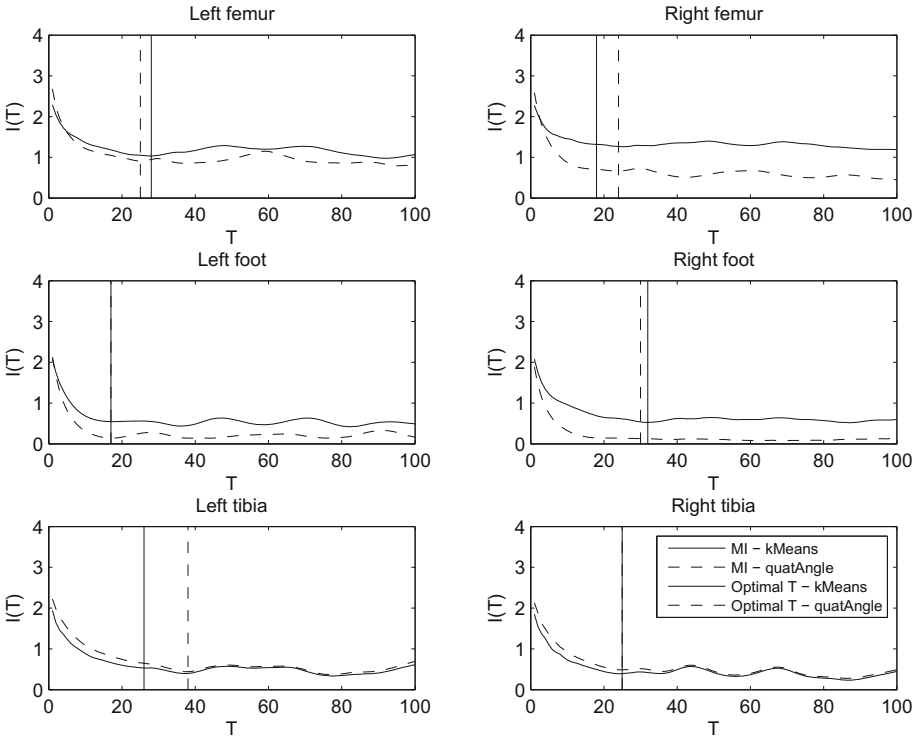 Left femur
Right femur
4
3
2
1
0
I(T)
0 20 40 60 80 100
T
4
3
2
1
0
I(T)
0 20 40 60 80 100
T
Left foot
Right foot
4
3
2
1
0
I(T)
0 20 40 60 80 100
T
4
3
2
1
0
I(T)
0 20 40 60 80 100
T
Left tibia
Right tibia
4
3
2
1
0
I(T)
0 20 40 60 80 100
T
4
3
2
1
0
I(T)
MI − kMeans
MI − quatAngle
Optimal T − kMeans
Optimal T − quatAngle
0 20 40 60 80 100
T